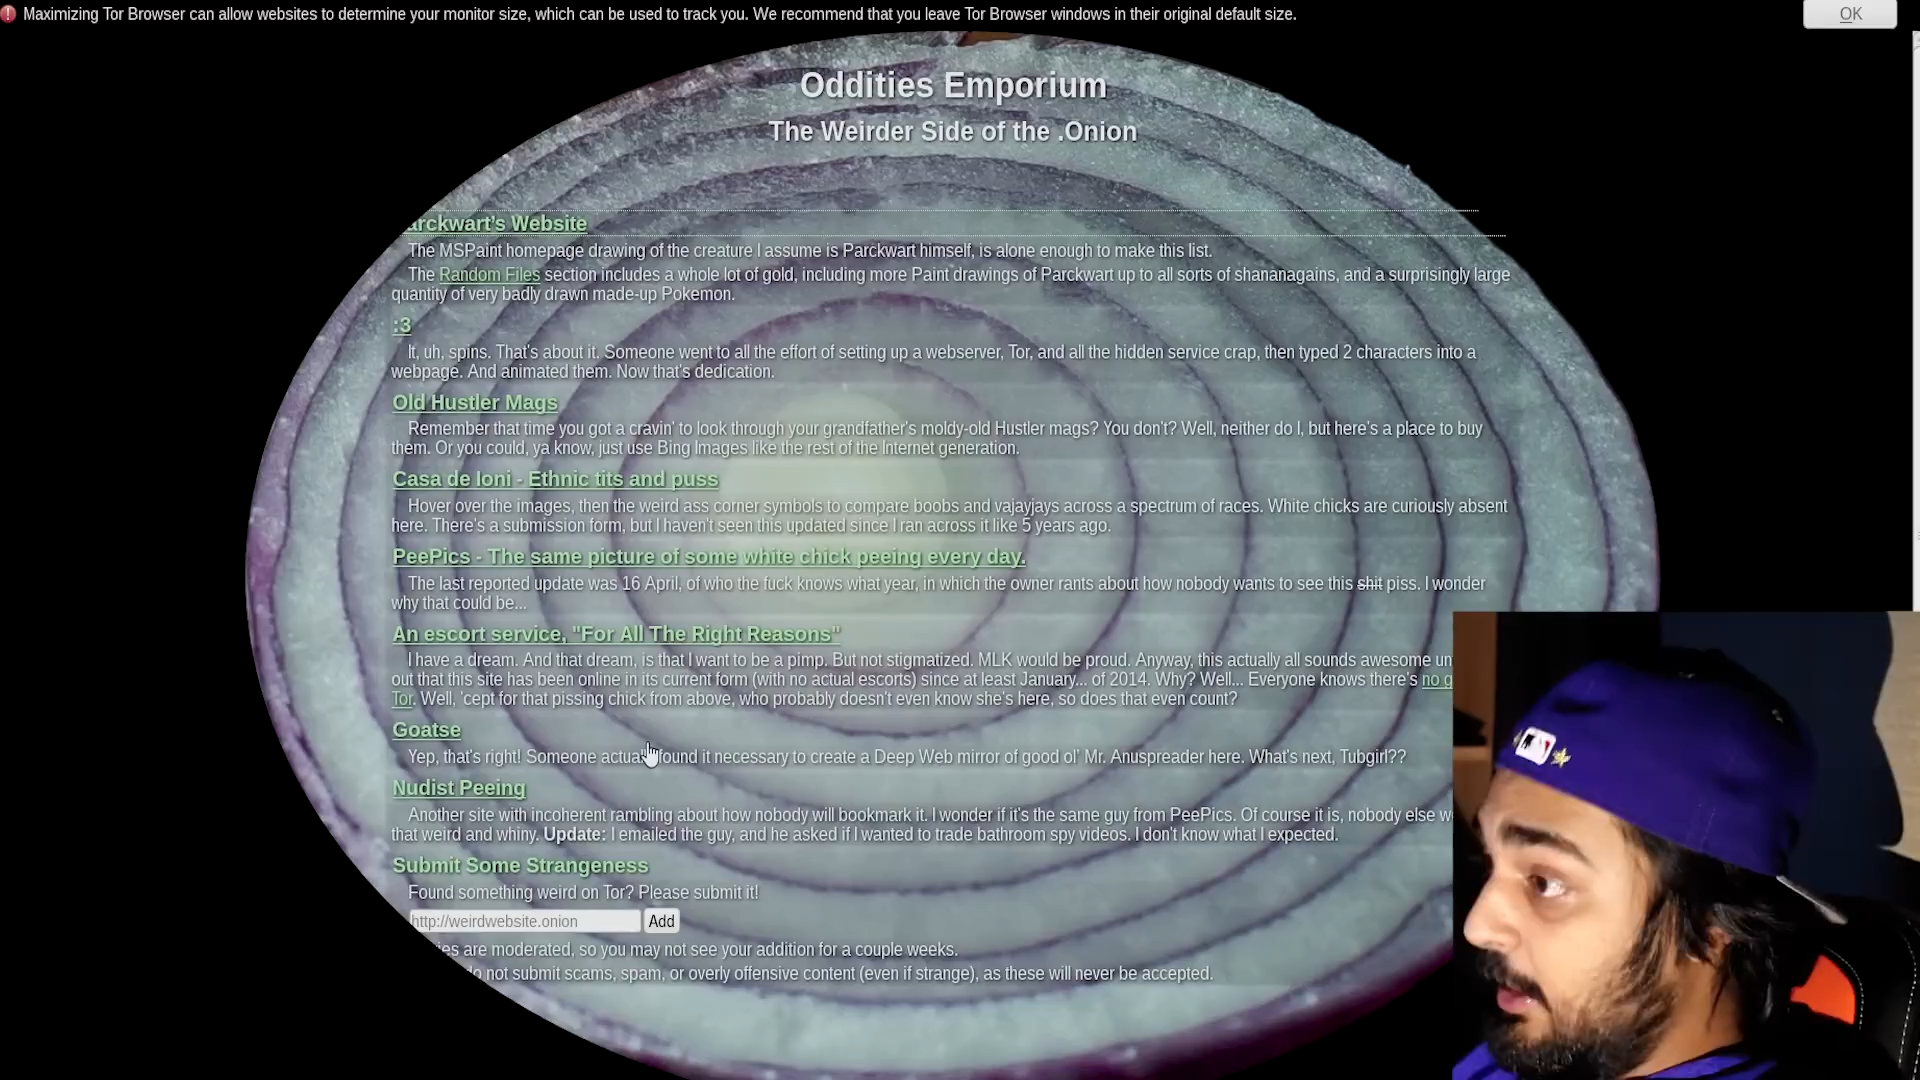 Maximizing Tor Browser can allow websites to determine your monitor size, which can be used to track you. We recommend that you leave Tor Browser windows in their original default size.
OK
Oddities Emporium
The Weirder Side of the .Onion
arckwart's Website
The MSPaint homepage drawing of the creature I assume is Parckwart himself, is alone enough to make this list.
The Random Files section includes a whole lot of gold, including more Paint drawings of Parckwart up to all sorts of shananagains, and a surprisingly large
quantity of very badly drawn made-up Pokemon.
:3
It, uh, spins. That's about it. Someone went to all the effort of setting up a webserver, Tor, and all the hidden service crap, then typed 2 characters into a
webpage. And animated them. Now that's dedication.
Old Hustler Mags
Remember that time you got a cravin' to look through your grandfather's moldy-old Hustler mags? You don't? Well, neither do I, but here's a place to buy
them. Or you could, ya know, just use Bing Images like the rest of the Internet generation.
Casa de Ioni - Ethnic tits and puss
Hover over the images, then the weird ass corner symbols to compare boobs and vajayjays across a spectrum of races. White chicks are curiously absent
here. There's a submission form, but I haven't seen this updated since I ran across it like 5 years ago.
PeePics - The same picture of some white chick peeing every day.
The last reported update was 16 April, of who the fuck knows what year, in which the owner rants about how nobody wants to see this shit piss. I wonder
why that could be...
An escort service, "For All The Right Reasons"
I have a dream. And that dream, is that I want to be a pimp. But not stigmatized. MLK would be proud. Anyway, this actually all sounds awesome un
out that this site has been online in its current form (with no actual escorts) since at least January... of 2014. Why? Well... Everyone knows there's no g
Tor. Well, 'cept for that pissing chick from above, who probably doesn't even know she's here, so does that even count?
Goatse
Yep, that's right! Someone actually found it necessary to create a Deep Web mirror of good ol' Mr. Anuspreader here. What's next, Tubgirl??
Nudist Peeing
Another site with incoherent rambling about how nobody will bookmark it. I wonder if it's the same guy from PeePics. Of course it is, nobody else w
that weird and whiny. Update: I emailed the guy, and he asked if I wanted to trade bathroom spy videos. I don't know what I expected.
Submit Some Strangeness
Found something weird on Tor? Please submit it!
http://weirdwebsite.onion Add
ies are moderated, so you may not see your addition for a couple weeks.
do not submit scams, spam, or overly offensive content (even if strange), as these will never be accepted.